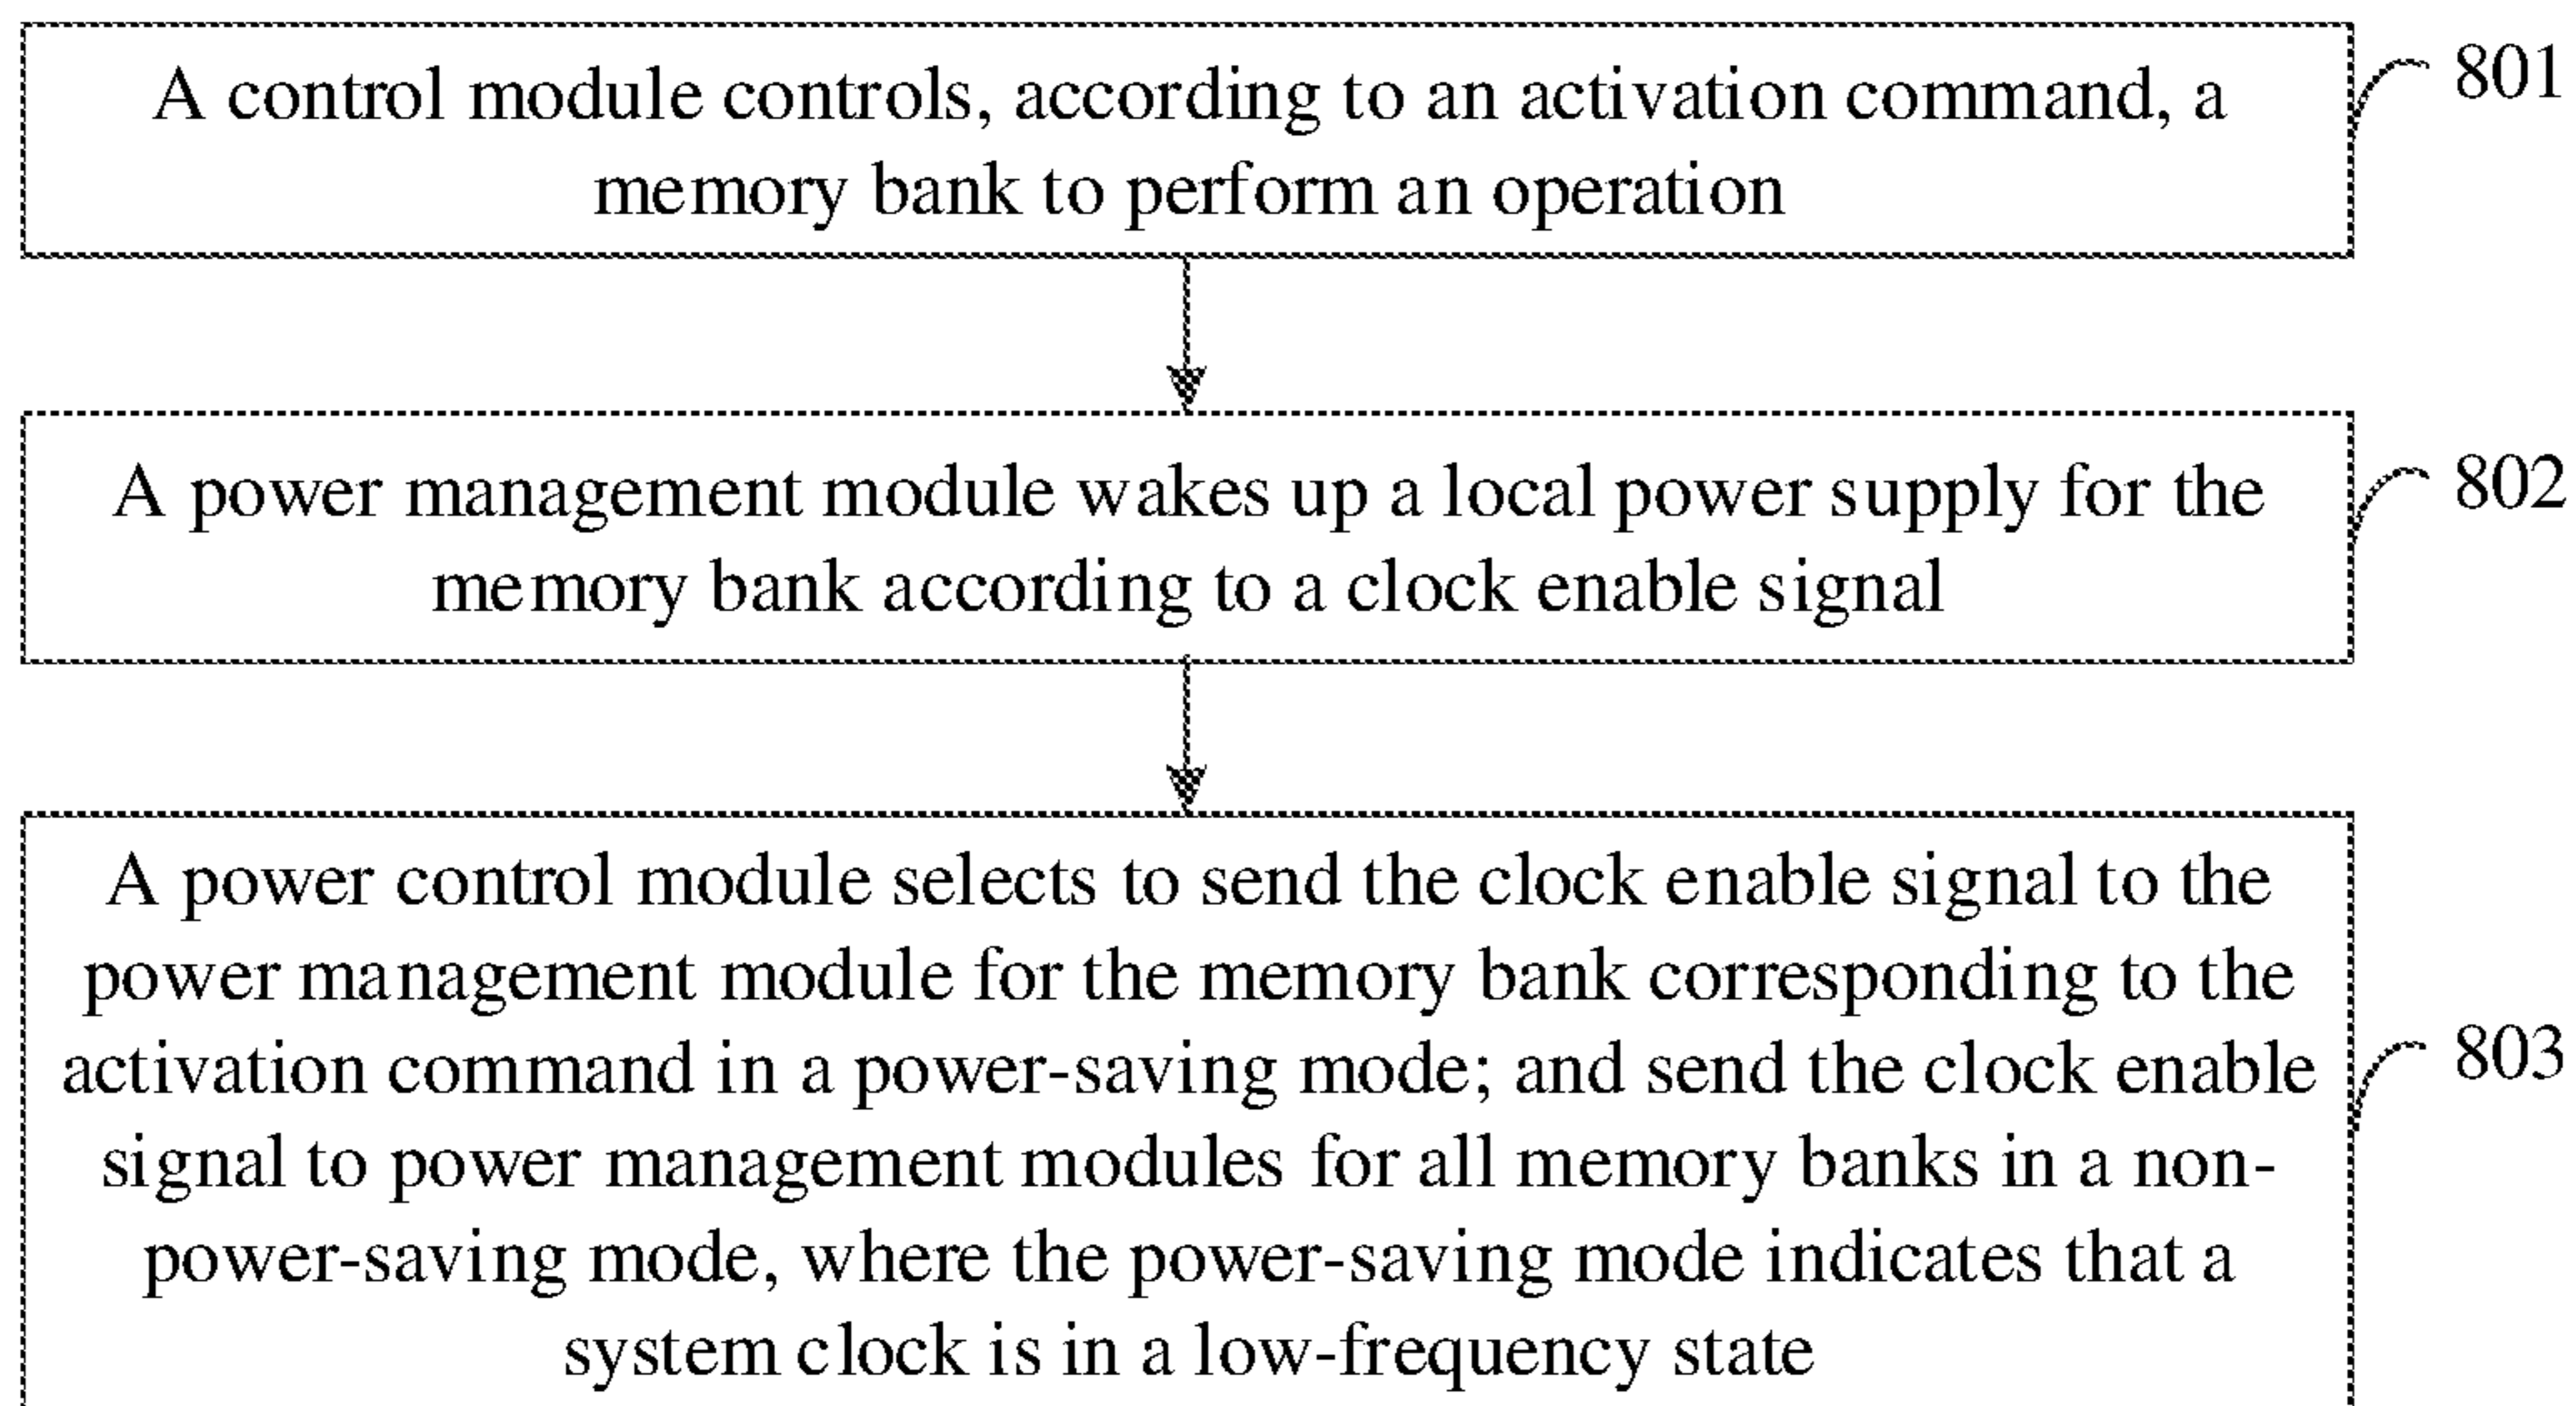 A control module controls, according to an activation command, a
memory bank to perform an operation
801
A power management module wakes up a local power supply for the
memory bank according to a clock enable signal
802
A power control module selects to send the clock enable signal to the
power management module for the memory bank corresponding to the
activation command in a power-saving mode; and send the clock enable
signal to power management modules for all memory banks in a non-
power-saving mode, where the power-saving mode indicates that a
system clock is in a low-frequency state
803